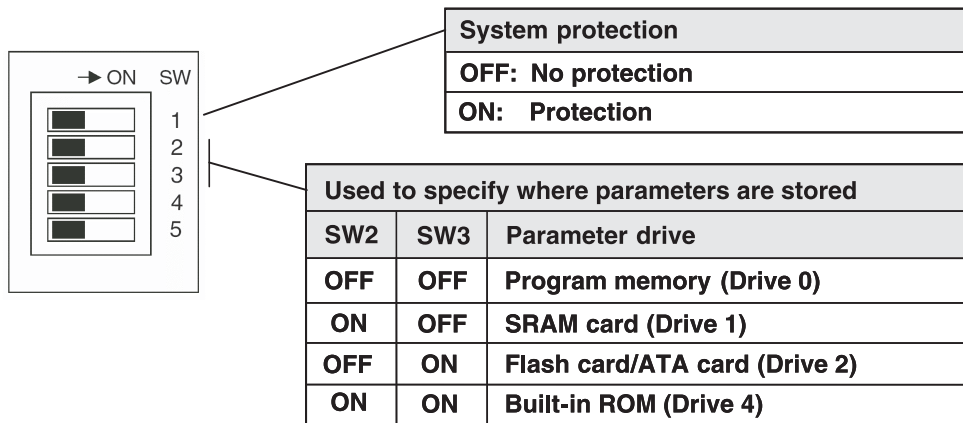 → ON SW
1
2
3
4
5
System protection
OFF: No protection
ON: Protection
Used to specify where parameters are stored
SW2 SW3 Parameter drive
OFF OFF Program memory (Drive 0)
ON OFF SRAM card (Drive 1)
OFF ON Flash card/ATA card (Drive 2)
ON ON Built-in ROM (Drive 4)